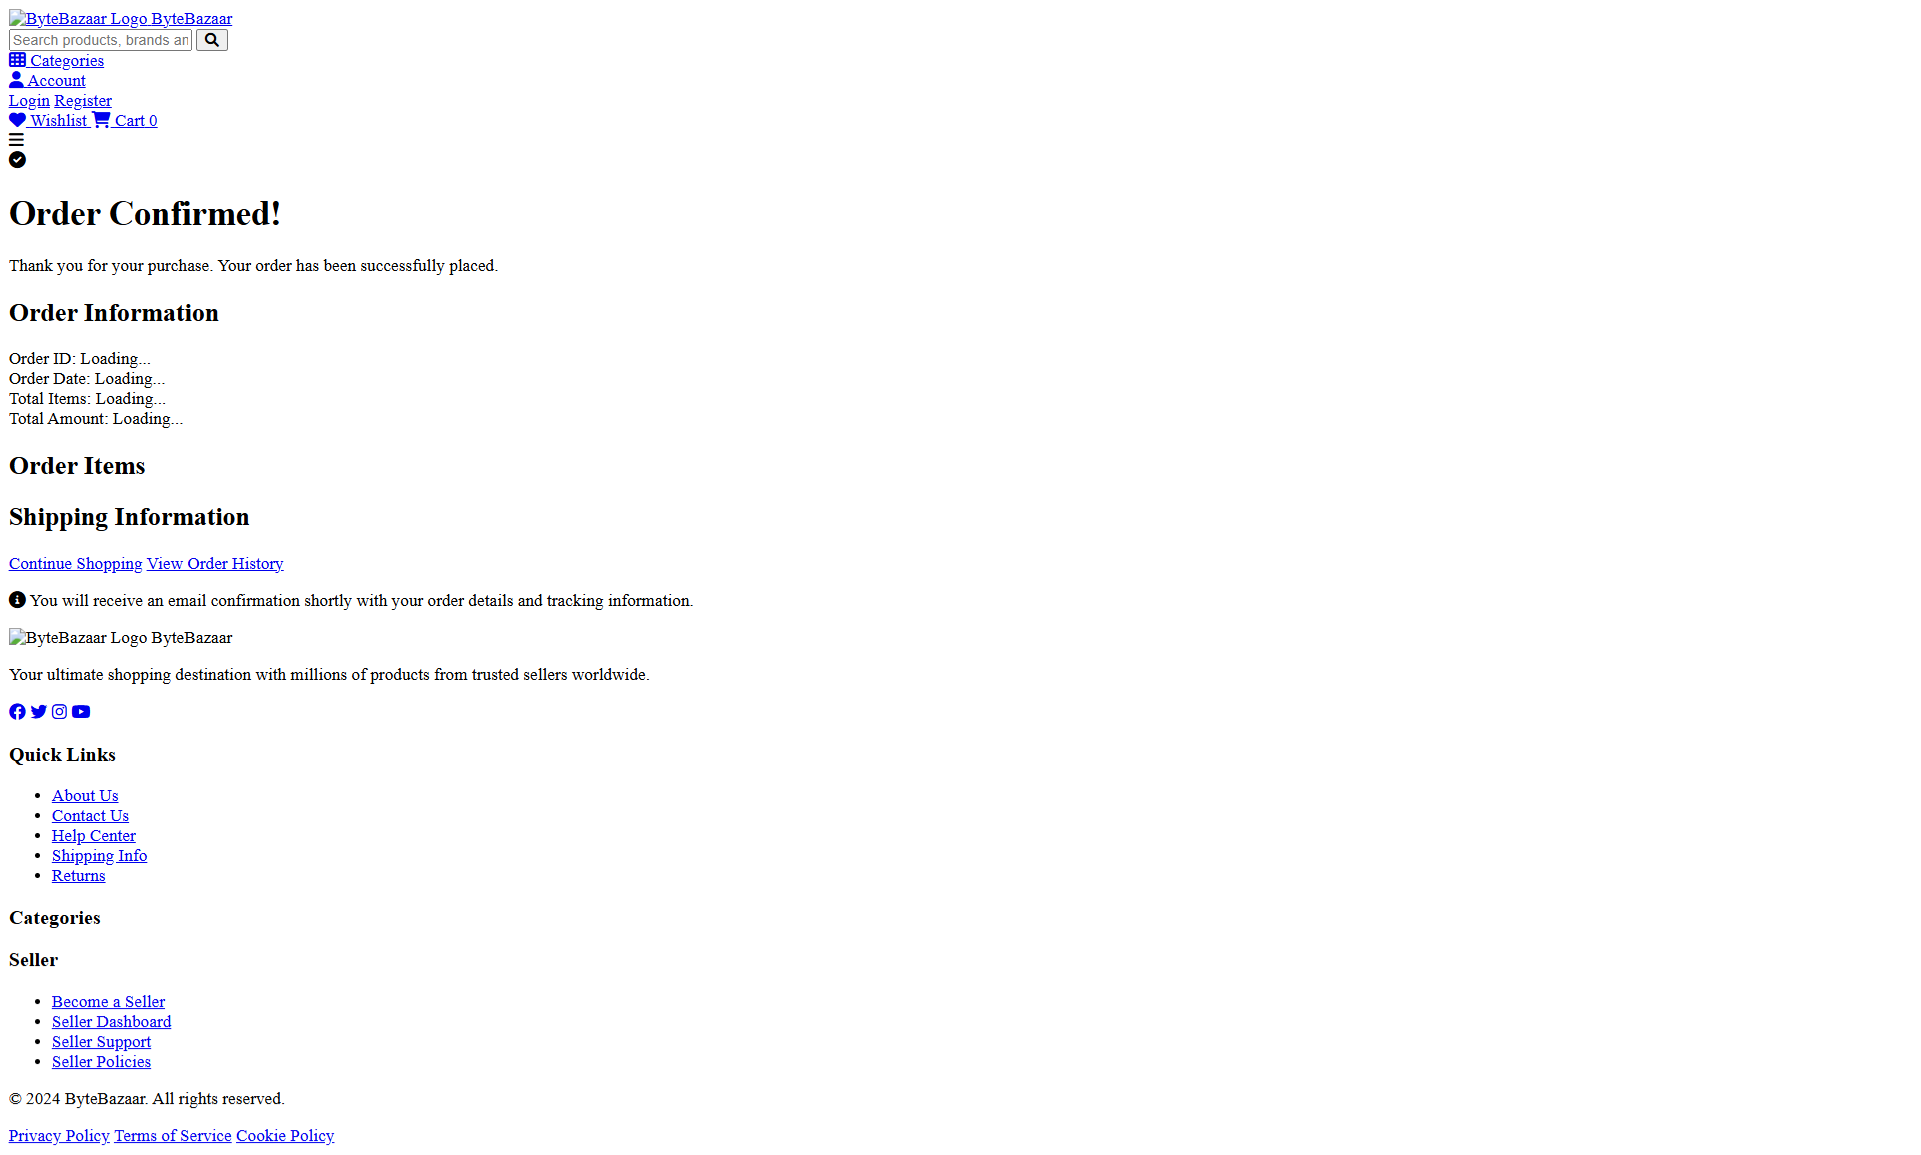 ByteBazaar Logo ByteBazaar
Search products, brands an
Categories
Account
Login Register
Wishlist Cart 0
Order Confirmed!
Thank you for your purchase. Your order has been successfully placed.
Order Information
Order ID: Loading...
Order Date: Loading...
Total Items: Loading...
Total Amount: Loading...
Order Items
Shipping Information
Continue Shopping View Order History
You will receive an email confirmation shortly with your order details and tracking information.
ByteBazaar Logo ByteBazaar
Your ultimate shopping destination with millions of products from trusted sellers worldwide.
Quick Links
• About Us
• Contact Us
• Help Center
• Shipping Info
• Returns
Categories
Seller
• Become a Seller
• Seller Dashboard
• Seller Support
• Seller Policies
© 2024 ByteBazaar. All rights reserved.
Privacy Policy Terms of Service Cookie Policy